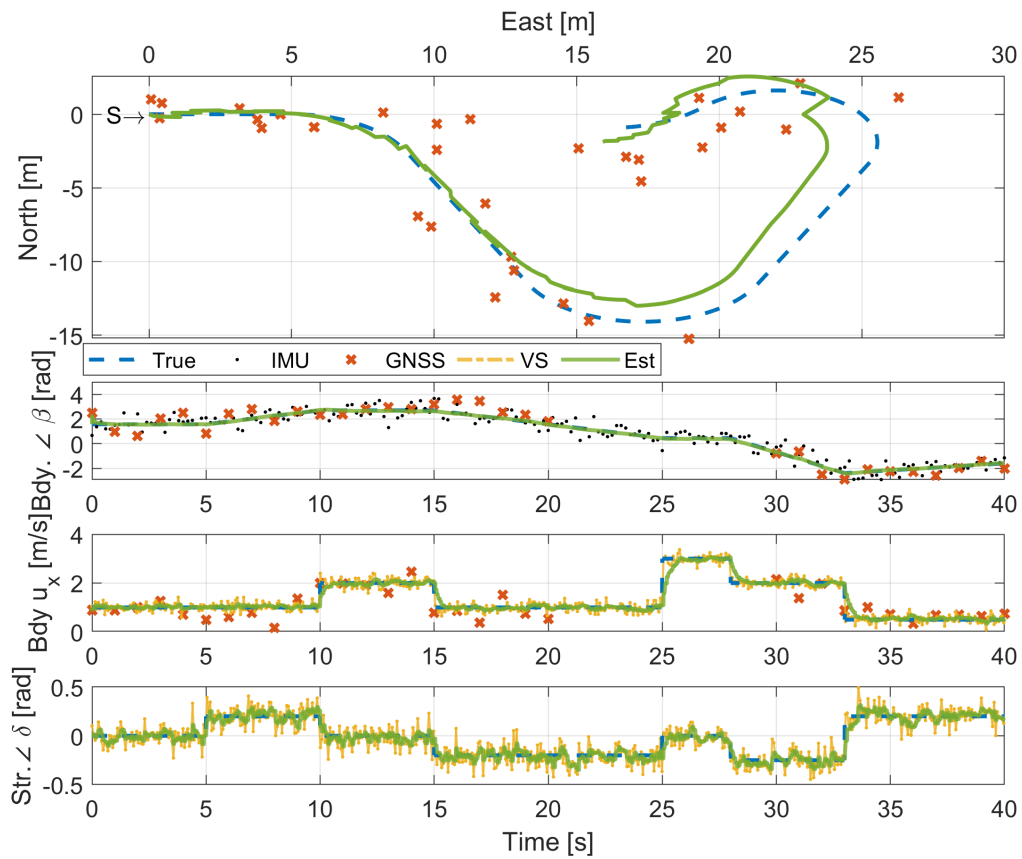 East [m]
0 5 10 15 20 25 30
S→
0
-5
-10
-15
North [m]
True IMU GNSS VS Est
4
2
0
-2
Bdy. ∠ β [rad]
0 5 10 15 20 25 30 35 40
4
2
0
Bdy u_x [m/s]
0 5 10 15 20 25 30 35 40
0.5
0
-0.5
Str.∠ δ [rad]
0 5 10 15 20 25 30 35 40
Time [s]